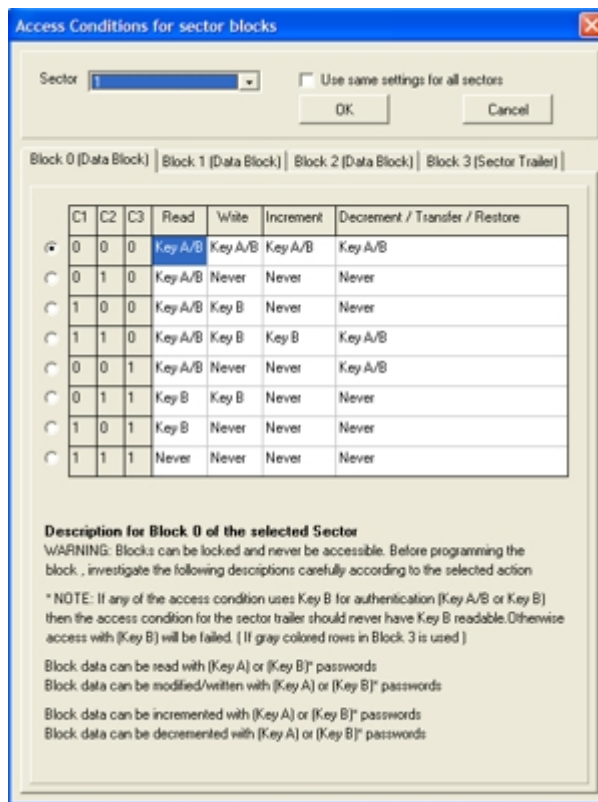 Access Conditions for sector blocks
Sector 1 Use same settings for all sectors
OK Cancel
Block 0 (Data Block) Block 1 (Data Block) Block 2 (Data Block) Block 3 (Sector Trailer)
C1 C2 C3 Read Write Increment Decrement / Transfer / Restore
0 0 0 Key A/B Key A/B Key A/B Key A/B
0 1 0 Key A/B Never Never Never
1 0 0 Key A/B Key B Never Never
1 1 0 Key A/B Key B Key B Key A/B
0 0 1 Key A/B Never Never Key A/B
0 1 1 Key B Key B Never Never
1 0 1 Key B Never Never Never
1 1 1 Never Never Never Never
Description for Block 0 of the selected Sector
WARNING: Blocks can be locked and never be accessible. Before programming the
block , investigate the following descriptions carefully according to the selected action
* NOTE: If any of the access condition uses Key B for authentication (Key A/B or Key B)
then the access condition for the sector trailer should never have Key B readable.Otherwise
access with (Key B) will be failed. ( If gray colored rows in Block 3 is used )
Block data can be read with (Key A) or (Key B)* passwords
Block data can be modified/written with (Key A) or (Key B)* passwords
Block data can be incremented with (Key A) or (Key B)* passwords
Block data can be decremented with (Key A) or (Key B)* passwords